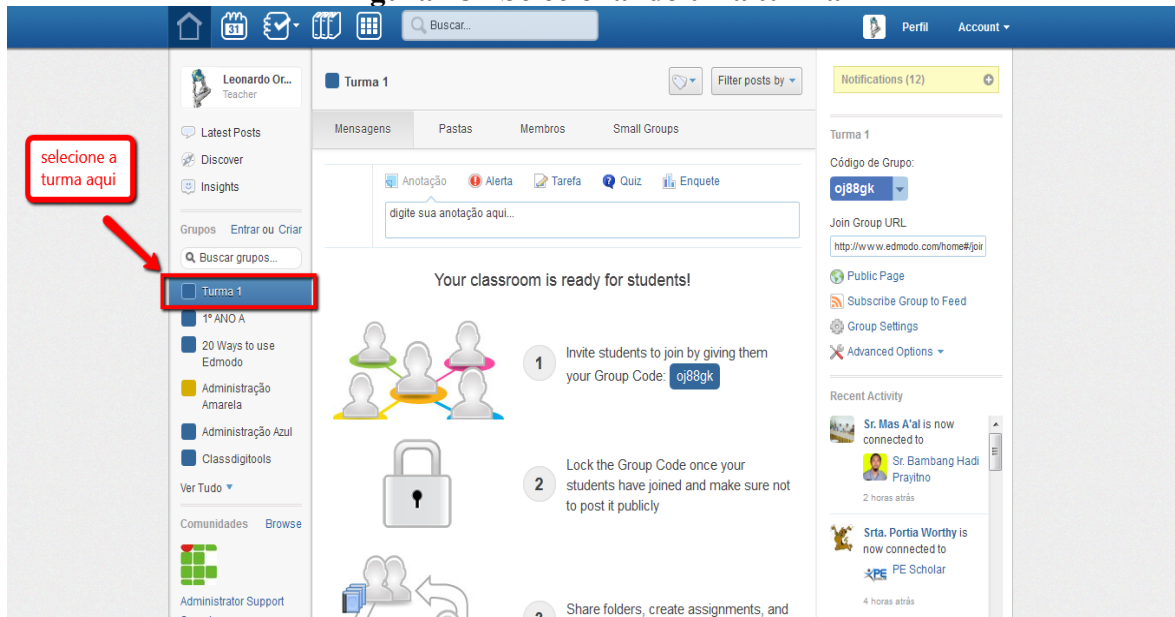 31
Buscar...
Perfil
Account
Leonardo Or...
Teacher
Latest Posts
Discover
Insights
selecione a
turma aqui
Grupos Entrar ou Criar
Buscar grupos...
Turma 1
1º ANO A
20 Ways to use
Edmodo
Administração
Amarela
Administração Azul
Classdigitools
Ver Tudo
Comunidades Browse
Administrator Support
Turma 1
Filter posts by
Mensagens Pastas Membros Small Groups
Anotação Alerta Tarefa Quiz Enquete
digite sua anotação aqui...
Your classroom is ready for students!
1
Invite students to join by giving them
your Group Code: oj88gk
2
Lock the Group Code once your
students have joined and make sure not
to post it publicly
Share folders, create assignments, and
Notifications (12)
Turma 1
Código de Grupo:
oj88gk
Join Group URL
http://www.edmodo.com/home#/joir
Public Page
Subscribe Group to Feed
Group Settings
Advanced Options
Recent Activity
Sr. Mas A'al is now
connected to
Sr. Bambang Hadi
Prayitno
2 horas atrás
Srta. Portia Worthy is
now connected to
PE PE Scholar
4 horas atrás